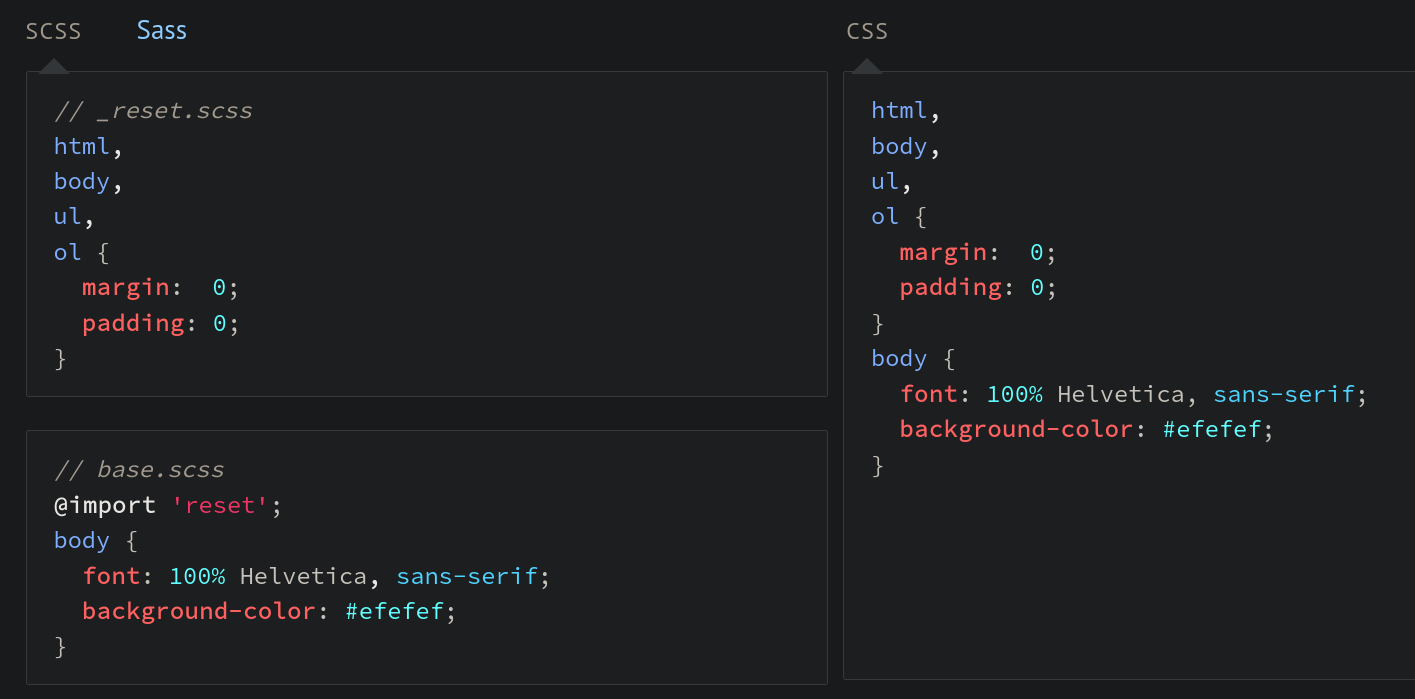 SCSS Sass
// _reset.scss
html,
body,
ul,
ol {
  margin:  0;
  padding: 0;
}
// base.scss
@import 'reset';
body {
  font: 100% Helvetica, sans-serif;
  background-color: #efefef;
}
CSS
html,
body,
ul,
ol {
  margin:  0;
  padding: 0;
}
body {
  font: 100% Helvetica, sans-serif;
  background-color: #efefef;
}